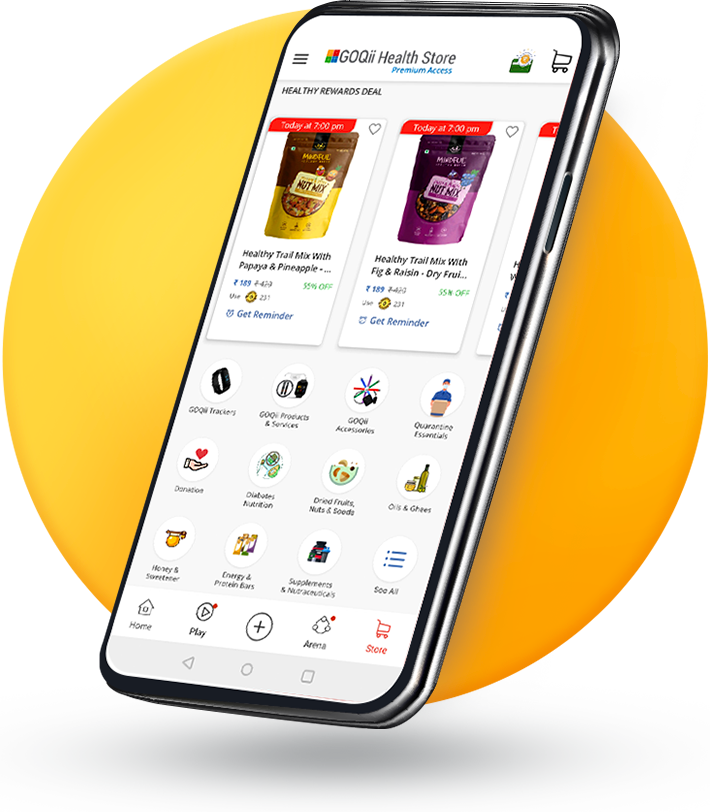 GOQii Health Store
Premium Access
HEALTHY REWARDS DEAL
Today at 7:00 pm
MINDFUL
NUT MIX
Healthy Trail Mix With
Papaya & Pineapple - ...
₹ 189 ₹ 420 55% OFF
Use 231
Get Reminder
Today at 7:00 pm
MINDFUL
NUT MIX
Healthy Trail Mix With
Fig & Raisin - Dry Frui...
₹ 189 ₹ 420 55% OFF
Use 231
Get Reminder
GOQii Trackers
GOQii Products
& Services
GOQii
Accessories
Quarantine
Essentials
Donation
Diabetes
Nutrition
Dried Fruits,
Nuts & Seeds
Oils & Ghees
Honey &
Sweetener
Energy &
Protein Bars
Supplements
& Nutraceuticals
See All
Home
Play
Arena
Store